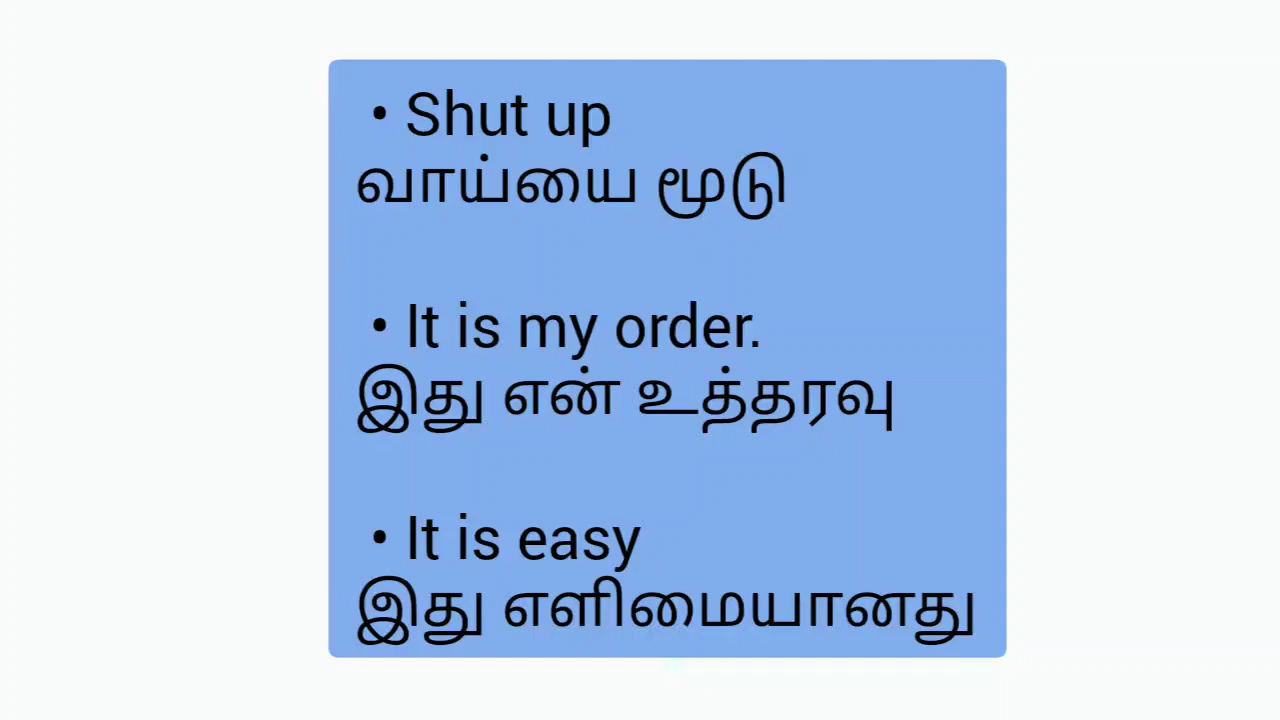 • Shut up
வாய்யை மூடு
• It is my order.
இது என் உத்தரவு
• It is easy
இது எளிமையானது